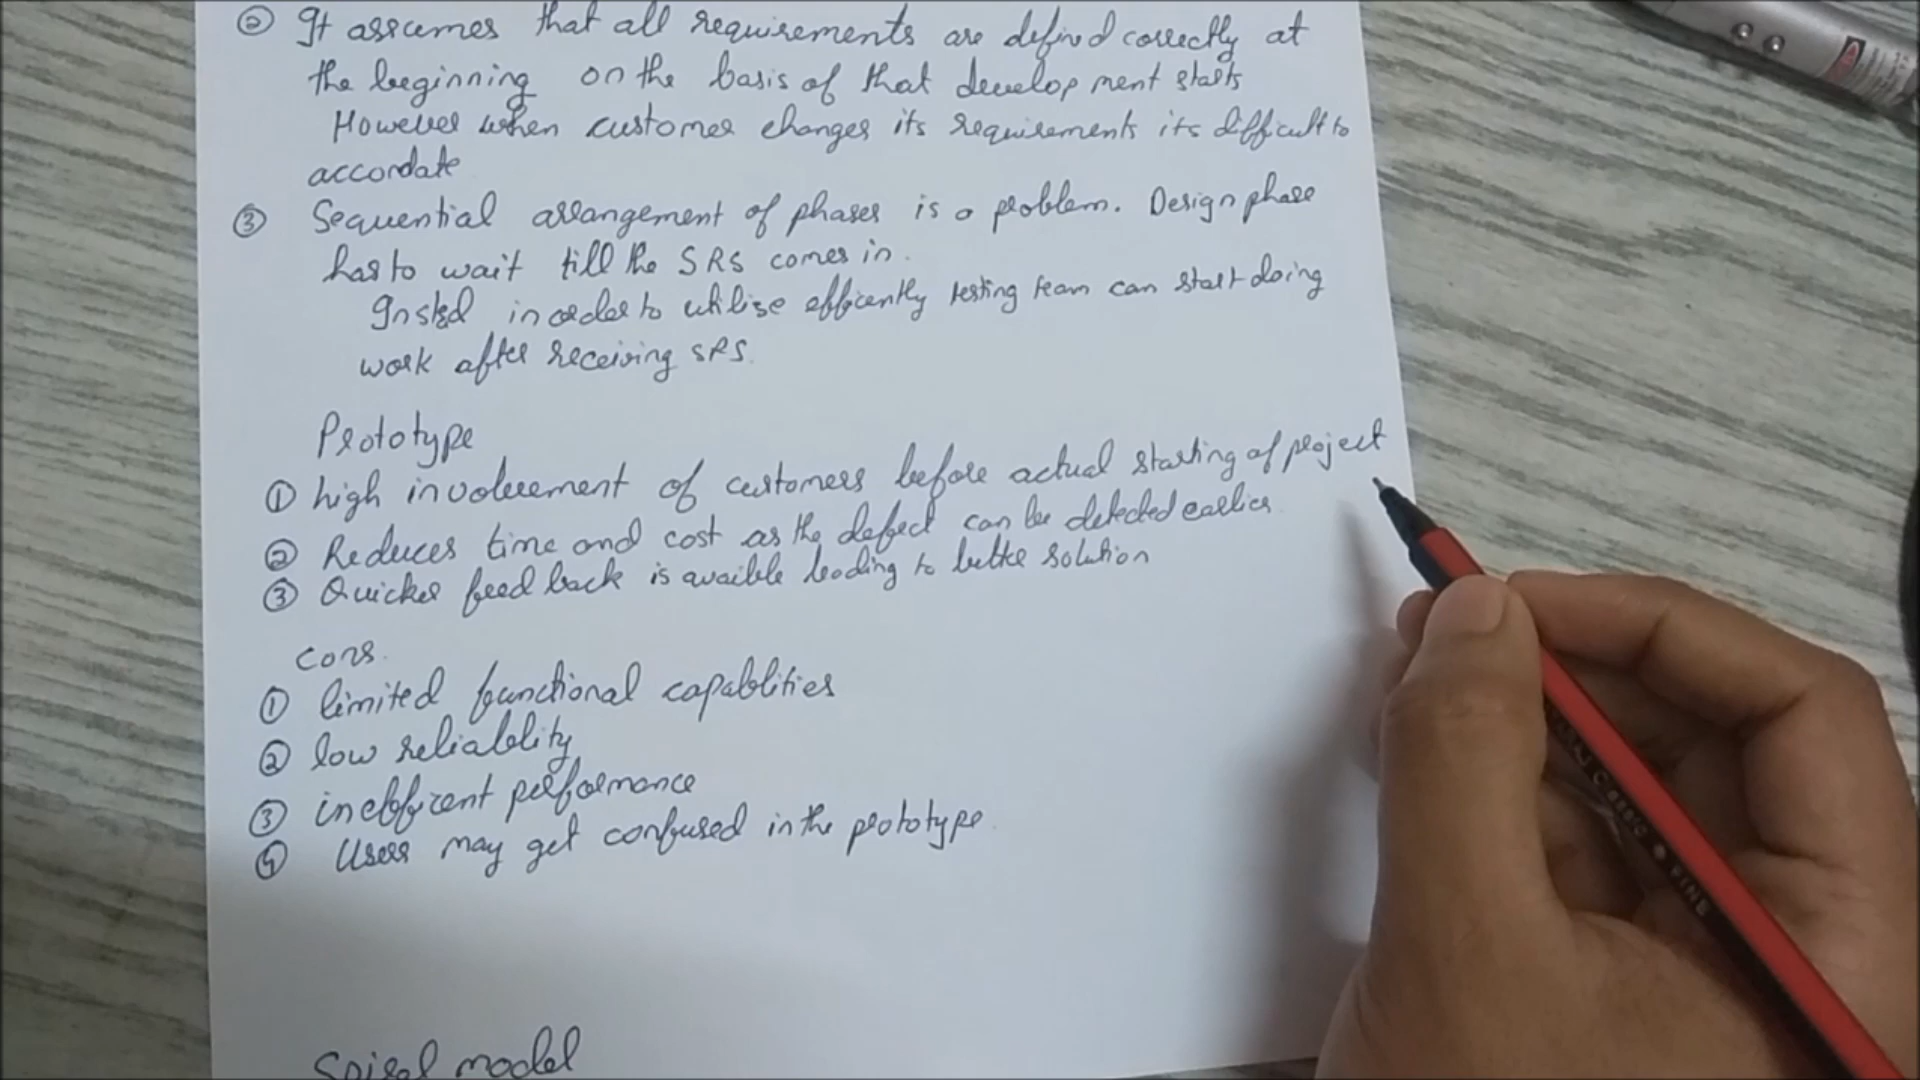 ② It assumes that all requirements are defined correctly at
the beginning on the basis of that development starts
However when customer changes its requirements its difficult to
accordate
③ Sequential arrangement of phases is a problem. Design phase
has to wait till the SRS comes in.
in order to utilise efficently testing team can start doing
work after receiving SRS.
Prototype
① high involvement of customers before actual starting of project
② Reduces time and cost as the defect can be detected earlier
③ Quicker feed back is avaible leading to better solution
cons.
① limited functional capablities
② low reliablity
③ inefficent performance
④ Users may get confused in the prototype.
Spiral model